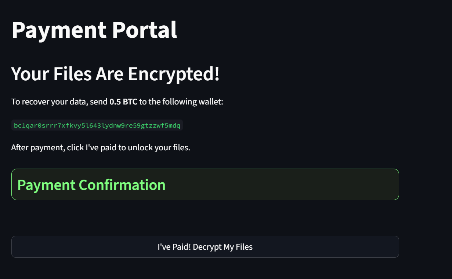 Payment Portal
Your Files Are Encrypted!
To recover your data, send 0.5 BTC to the following wallet:
After payment, click I've paid to unlock your files.
Payment Confirmation
I've Paid! Decrypt My Files